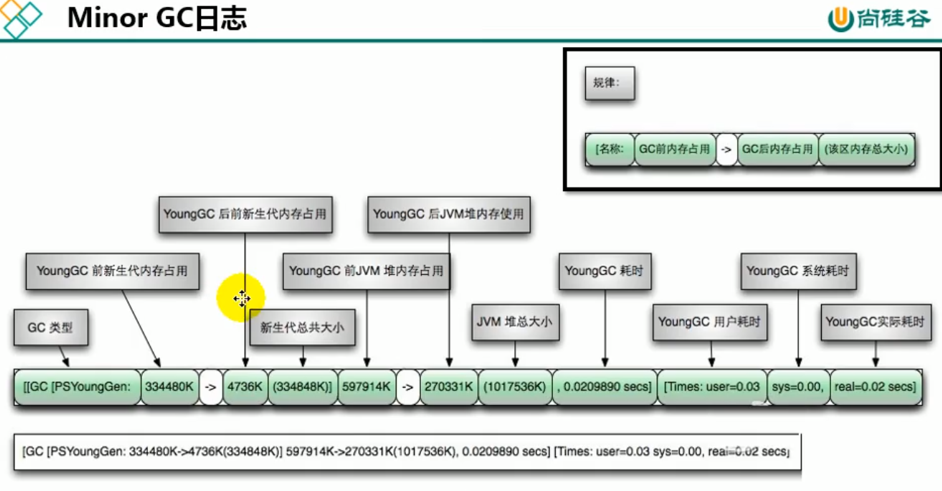 Minor GC日志
尚硅谷
规律：
[名称: GC前内存占用 -> GC后内存占用 (该区内存总大小)
YoungGC 后前新生代内存占用
YoungGC 后JVM堆内存使用
YoungGC 前新生代内存占用
YoungGC 前JVM 堆内存占用
YoungGC 耗时
YoungGC 系统耗时
GC 类型
新生代总共大小
JVM 堆总大小
YoungGC 用户耗时
YoungGC实际耗时
[[GC [PSYoungGen: 334480K -> 4736K (334848K)] 597914K -> 270331K (1017536K) , 0.0209890 secs] [Times: user=0.03 sys=0.00, real=0.02 secs]
[GC [PSYoungGen: 334480K->4736K(334848K)] 597914K->270331K(1017536K), 0.0209890 secs] [Times: user=0.03 sys=0.00, real=0.02 secs]